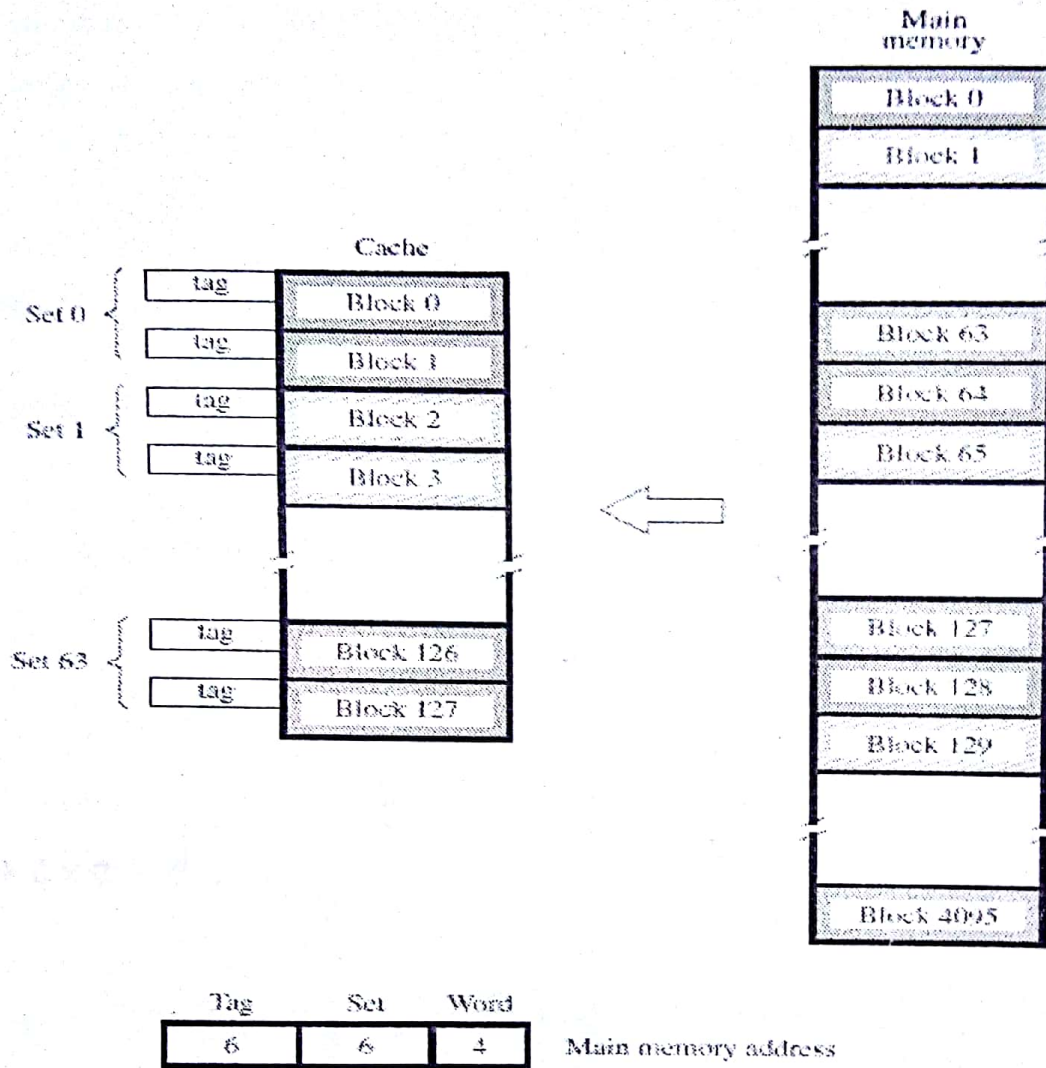 Main
memory
Block 0
Block 1
Cache
Set 0
tag
Block 0
tag
Block 1
Set 1
tag
Block 2
tag
Block 3
Set 63
tag
Block 126
tag
Block 127
Block 63
Block 64
Block 65
Block 127
Block 128
Block 129
Block 4095
Tag Set Word
6 6 4 Main memory address